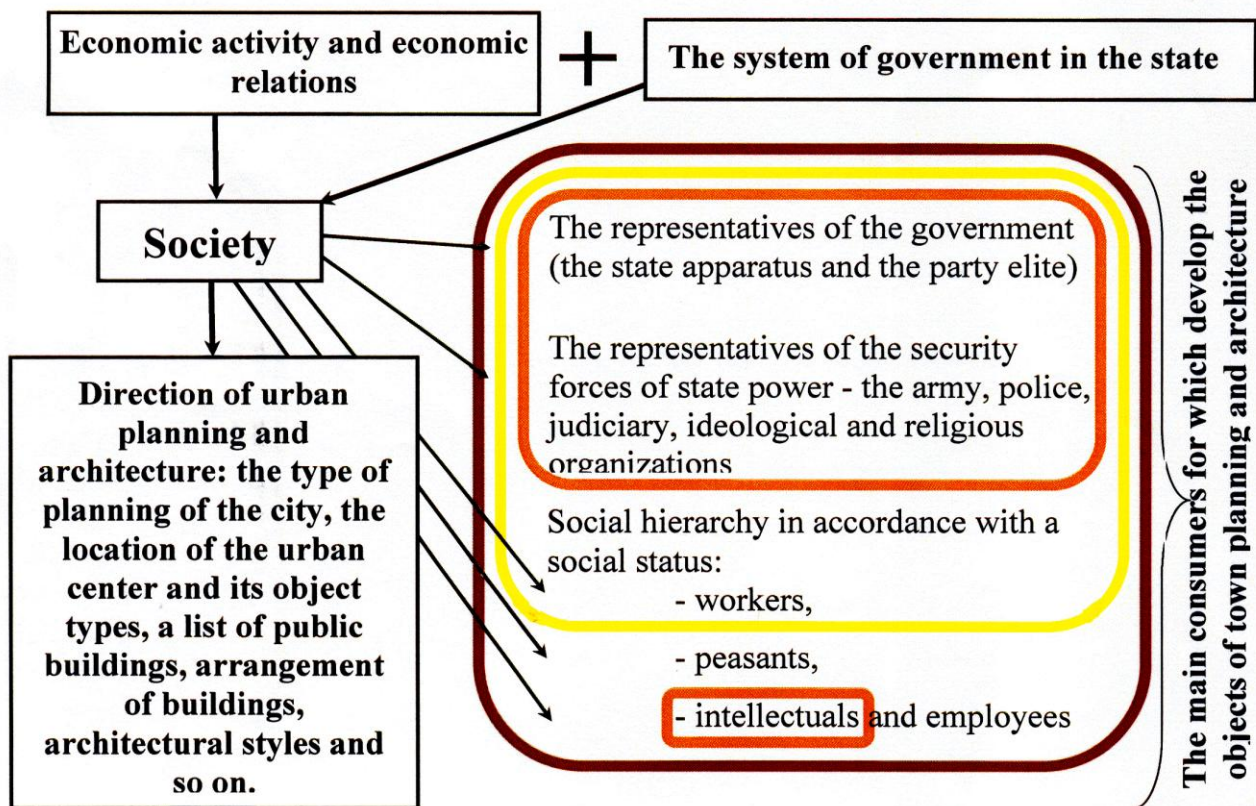 Economic activity and economic
relations
+
The system of government in the state
Society
Direction of urban
planning and
architecture: the type of
planning of the city, the
location of the urban
center and its object
types, a list of public
buildings, arrangement
of buildings,
architectural styles and
so on.
The representatives of the government
(the state apparatus and the party elite)
The representatives of the security
forces of state power - the army, police,
judiciary, ideological and religious
organizations
Social hierarchy in accordance with a
social status:
- workers,
- peasants,
- intellectuals and employees
The main consumers for which develop the
objects of town planning and architecture